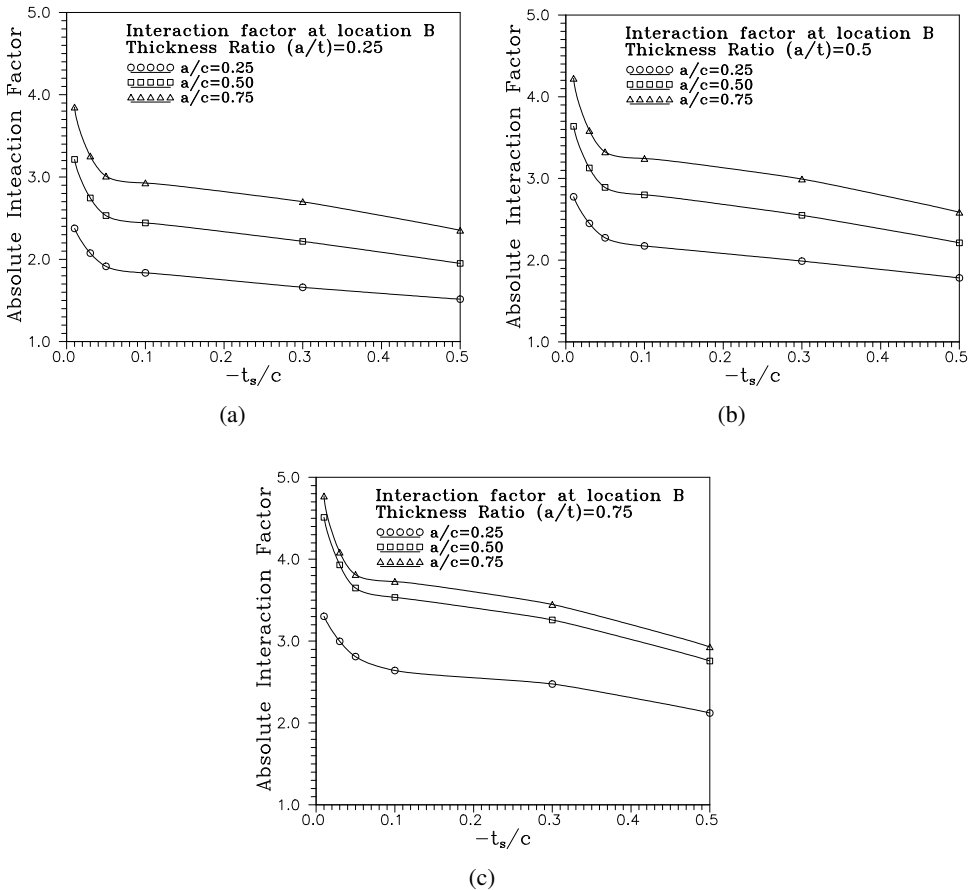 Interaction factor at location B
Thickness Ratio (a/t)=0.25
a/c=0.25
a/c=0.50
a/c=0.75
Absolute Inteaction Factor
5.0
4.0
3.0
2.0
1.0
0.0 0.1 0.2 0.3 0.4 0.5
−tₛ/c
(a)
Interaction factor at location B
Thickness Ratio (a/t)=0.5
a/c=0.25
a/c=0.50
a/c=0.75
Absolute Interaction Factor
5.0
4.0
3.0
2.0
1.0
0.0 0.1 0.2 0.3 0.4 0.5
−tₛ/c
(b)
Interaction factor at location B
Thickness Ratio (a/t)=0.75
a/c=0.25
a/c=0.50
a/c=0.75
Absolute Interaction Factor
5.0
4.0
3.0
2.0
1.0
0.0 0.1 0.2 0.3 0.4 0.5
−tₛ/c
(c)